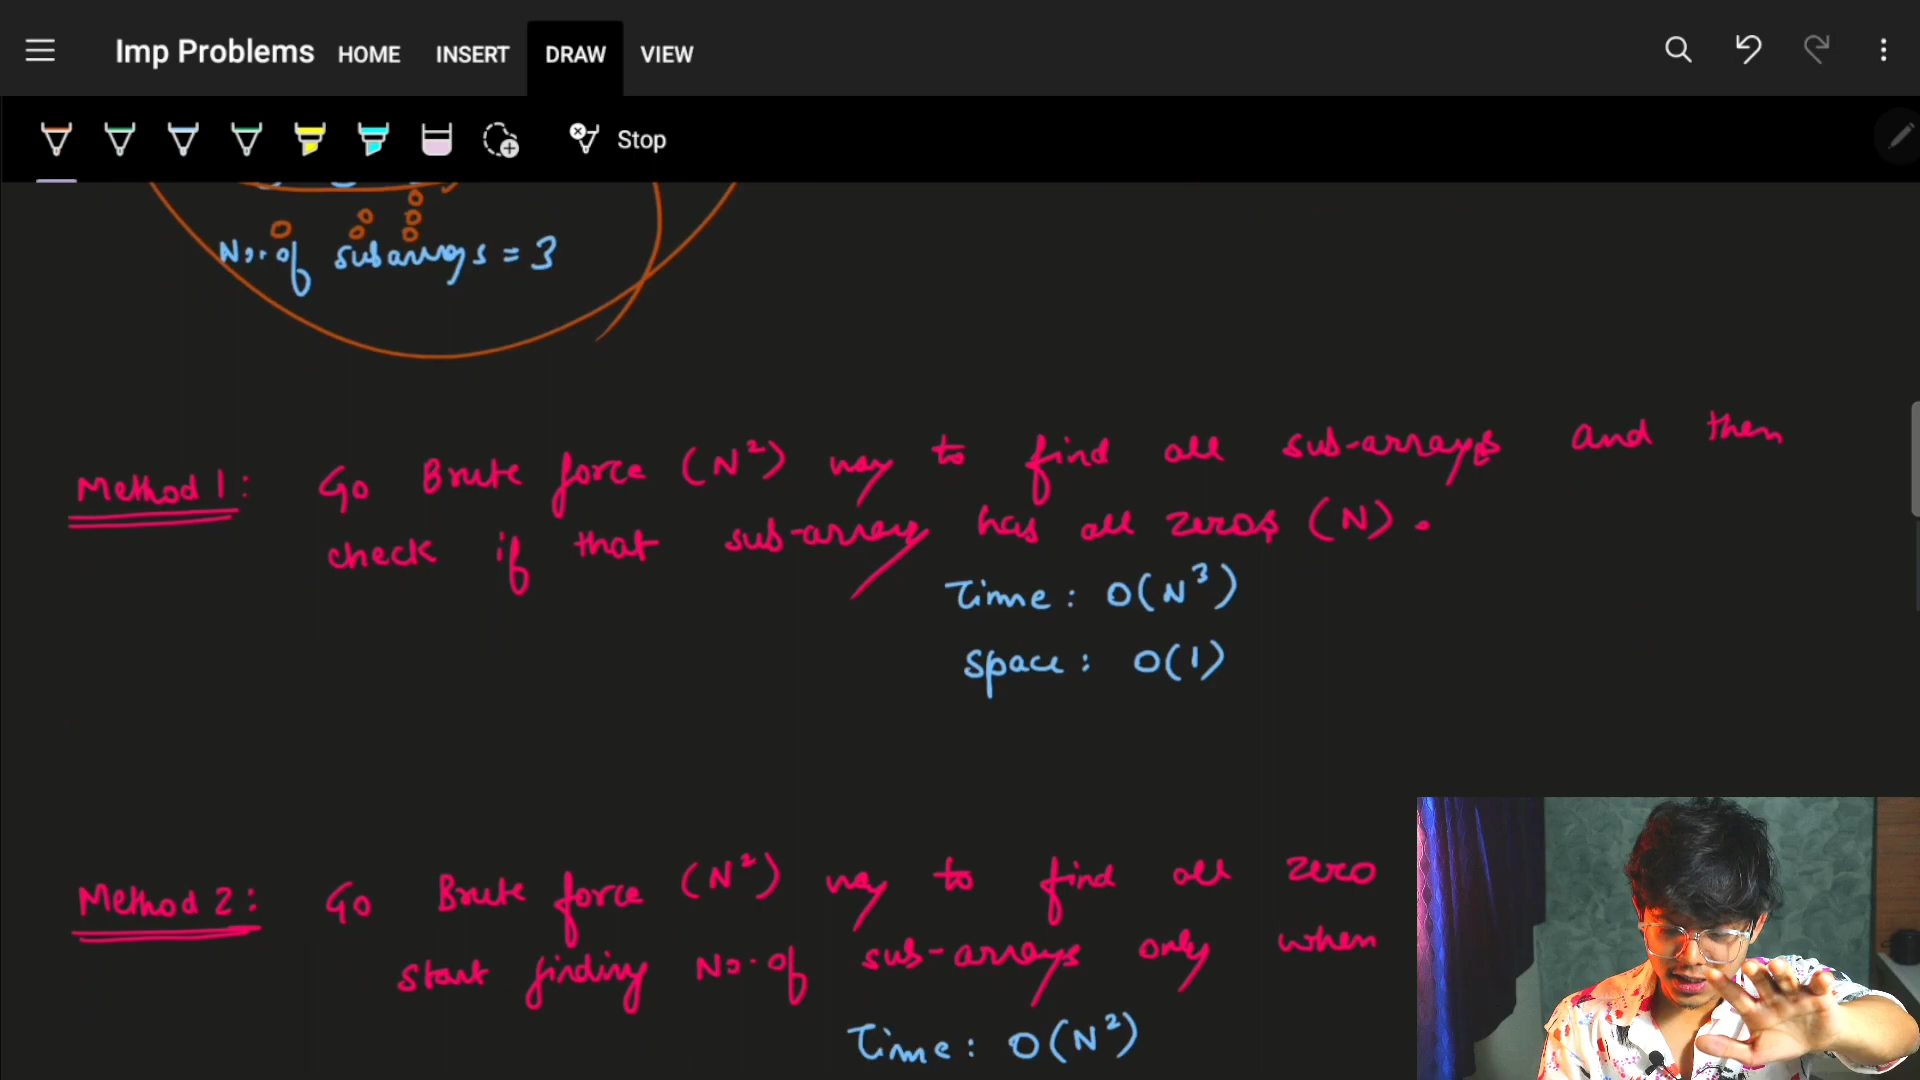 Imp Problems HOME INSERT DRAW VIEW
Stop
No. of subarrays = 3
Method 1: Go Brute force (N²) way to find all sub-arrays and then
check if that sub-array has all zeros (N).
Time: O(N³)
Space: O(1)
Method 2: Go Brute force (N²) way to find all zero
start finding No. of sub-arrays only when
Time: O(N²)